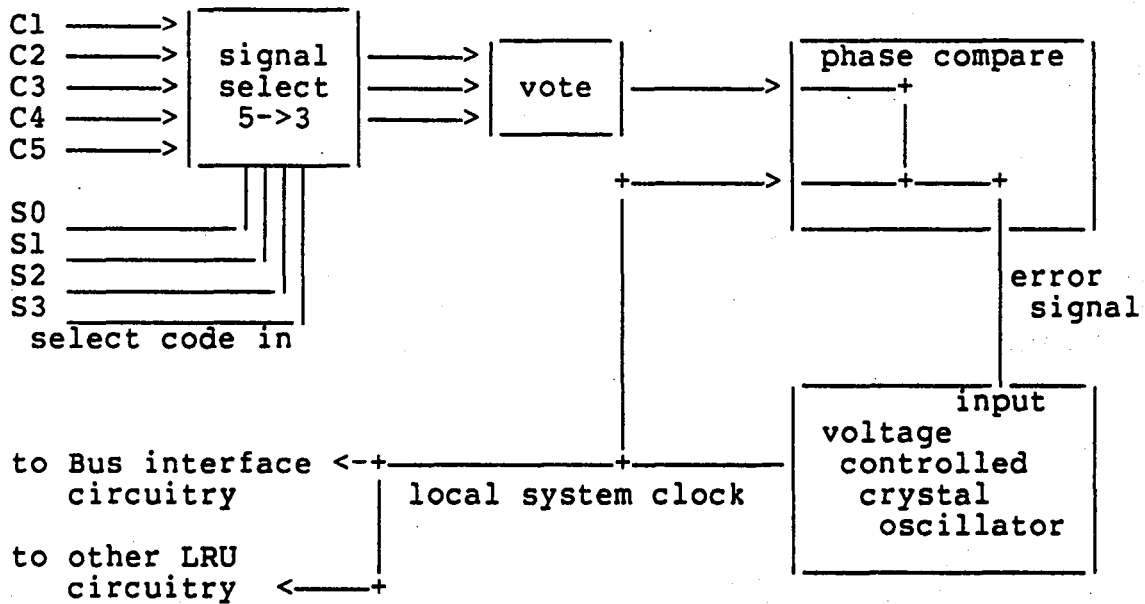 C1
C2
C3
C4
C5
signal
select
5->3
vote
phase compare
S0
S1
S2
S3
select code in
error
signal
input
voltage
controlled
crystal
oscillator
to Bus interface
circuitry
local system clock
to other LRU
circuitry